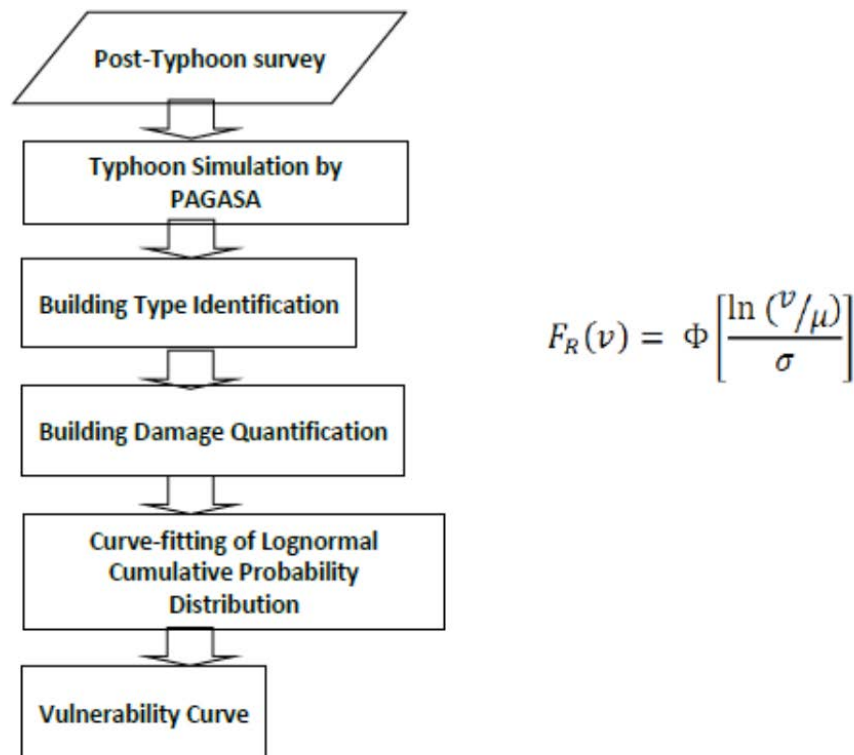 Post-Typhoon survey
Typhoon Simulation by
PAGASA
Building Type Identification
Building Damage Quantification
Curve-fitting of Lognormal
Cumulative Probability
Distribution
Vulnerability Curve
F_R(v) = Φ[ln (v/μ) / σ]